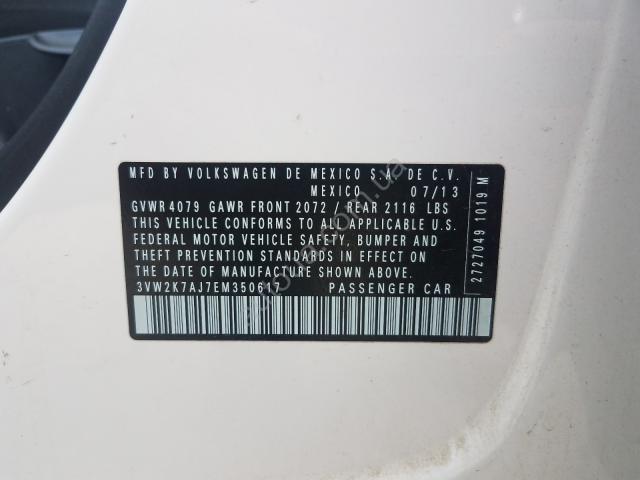 MFD BY VOLKSWAGEN DE MEXICO S.V. DE C.V.
MEXICO 07/13
GVWR 4079 GAWR FRONT 2072 / REAR 2116 LBS
THIS VEHICLE CONFORMS TO ALL APPLICABLE U.S.
FEDERAL MOTOR VEHICLE SAFETY, BUMPER AND
THEFT PREVENTION STANDARDS IN EFFECT ON
THE DATE OF MANUFACTURE SHOWN ABOVE.
PASSENGER CAR
2727049 1019 M